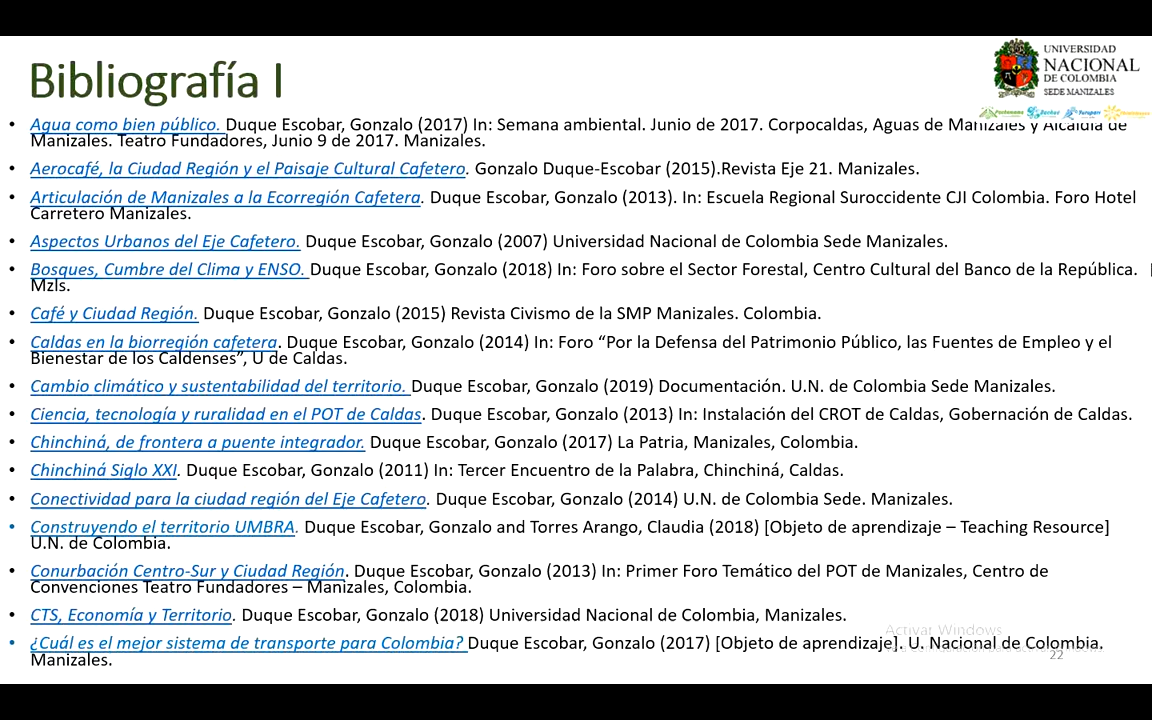 Bibliografía I
UNIVERSIDAD
NACIONAL
DE COLOMBIA
SEDE MANIZALES
• Agua como bien público. Duque Escobar, Gonzalo (2017) In: Semana ambiental. Junio de 2017. Corpocaldas, Aguas de Manizales y Alcaldía de
Manizales. Teatro Fundadores, Junio 9 de 2017. Manizales.
• Aerocafé, la Ciudad Región y el Paisaje Cultural Cafetero. Gonzalo Duque-Escobar (2015).Revista Eje 21. Manizales.
• Articulación de Manizales a la Ecorregión Cafetera. Duque Escobar, Gonzalo (2013). In: Escuela Regional Suroccidente CJI Colombia. Foro Hotel
Carretero Manizales.
• Aspectos Urbanos del Eje Cafetero. Duque Escobar, Gonzalo (2007) Universidad Nacional de Colombia Sede Manizales.
• Bosques, Cumbre del Clima y ENSO. Duque Escobar, Gonzalo (2018) In: Foro sobre el Sector Forestal, Centro Cultural del Banco de la República.
Mzls.
• Café y Ciudad Región. Duque Escobar, Gonzalo (2015) Revista Civismo de la SMP Manizales. Colombia.
• Caldas en la biorregión cafetera. Duque Escobar, Gonzalo (2014) In: Foro “Por la Defensa del Patrimonio Público, las Fuentes de Empleo y el
Bienestar de los Caldenses”, U de Caldas.
• Cambio climático y sustentabilidad del territorio. Duque Escobar, Gonzalo (2019) Documentación. U.N. de Colombia Sede Manizales.
• Ciencia, tecnología y ruralidad en el POT de Caldas. Duque Escobar, Gonzalo (2013) In: Instalación del CROT de Caldas, Gobernación de Caldas.
• Chinchiná, de frontera a puente integrador. Duque Escobar, Gonzalo (2017) La Patria, Manizales, Colombia.
• Chinchiná Siglo XXI. Duque Escobar, Gonzalo (2011) In: Tercer Encuentro de la Palabra, Chinchiná, Caldas.
• Conectividad para la ciudad región del Eje Cafetero. Duque Escobar, Gonzalo (2014) U.N. de Colombia Sede. Manizales.
• Construyendo el territorio UMBRA. Duque Escobar, Gonzalo and Torres Arango, Claudia (2018) [Objeto de aprendizaje – Teaching Resource]
U.N. de Colombia.
• Conurbación Centro-Sur y Ciudad Región. Duque Escobar, Gonzalo (2013) In: Primer Foro Temático del POT de Manizales, Centro de
Convenciones Teatro Fundadores – Manizales, Colombia.
• CTS, Economía y Territorio. Duque Escobar, Gonzalo (2018) Universidad Nacional de Colombia, Manizales.
Activar Windows
• ¿Cuál es el mejor sistema de transporte para Colombia? Duque Escobar, Gonzalo (2017) [Objeto de aprendizaje]. U. Nacional de Colombia.
Manizales.
22